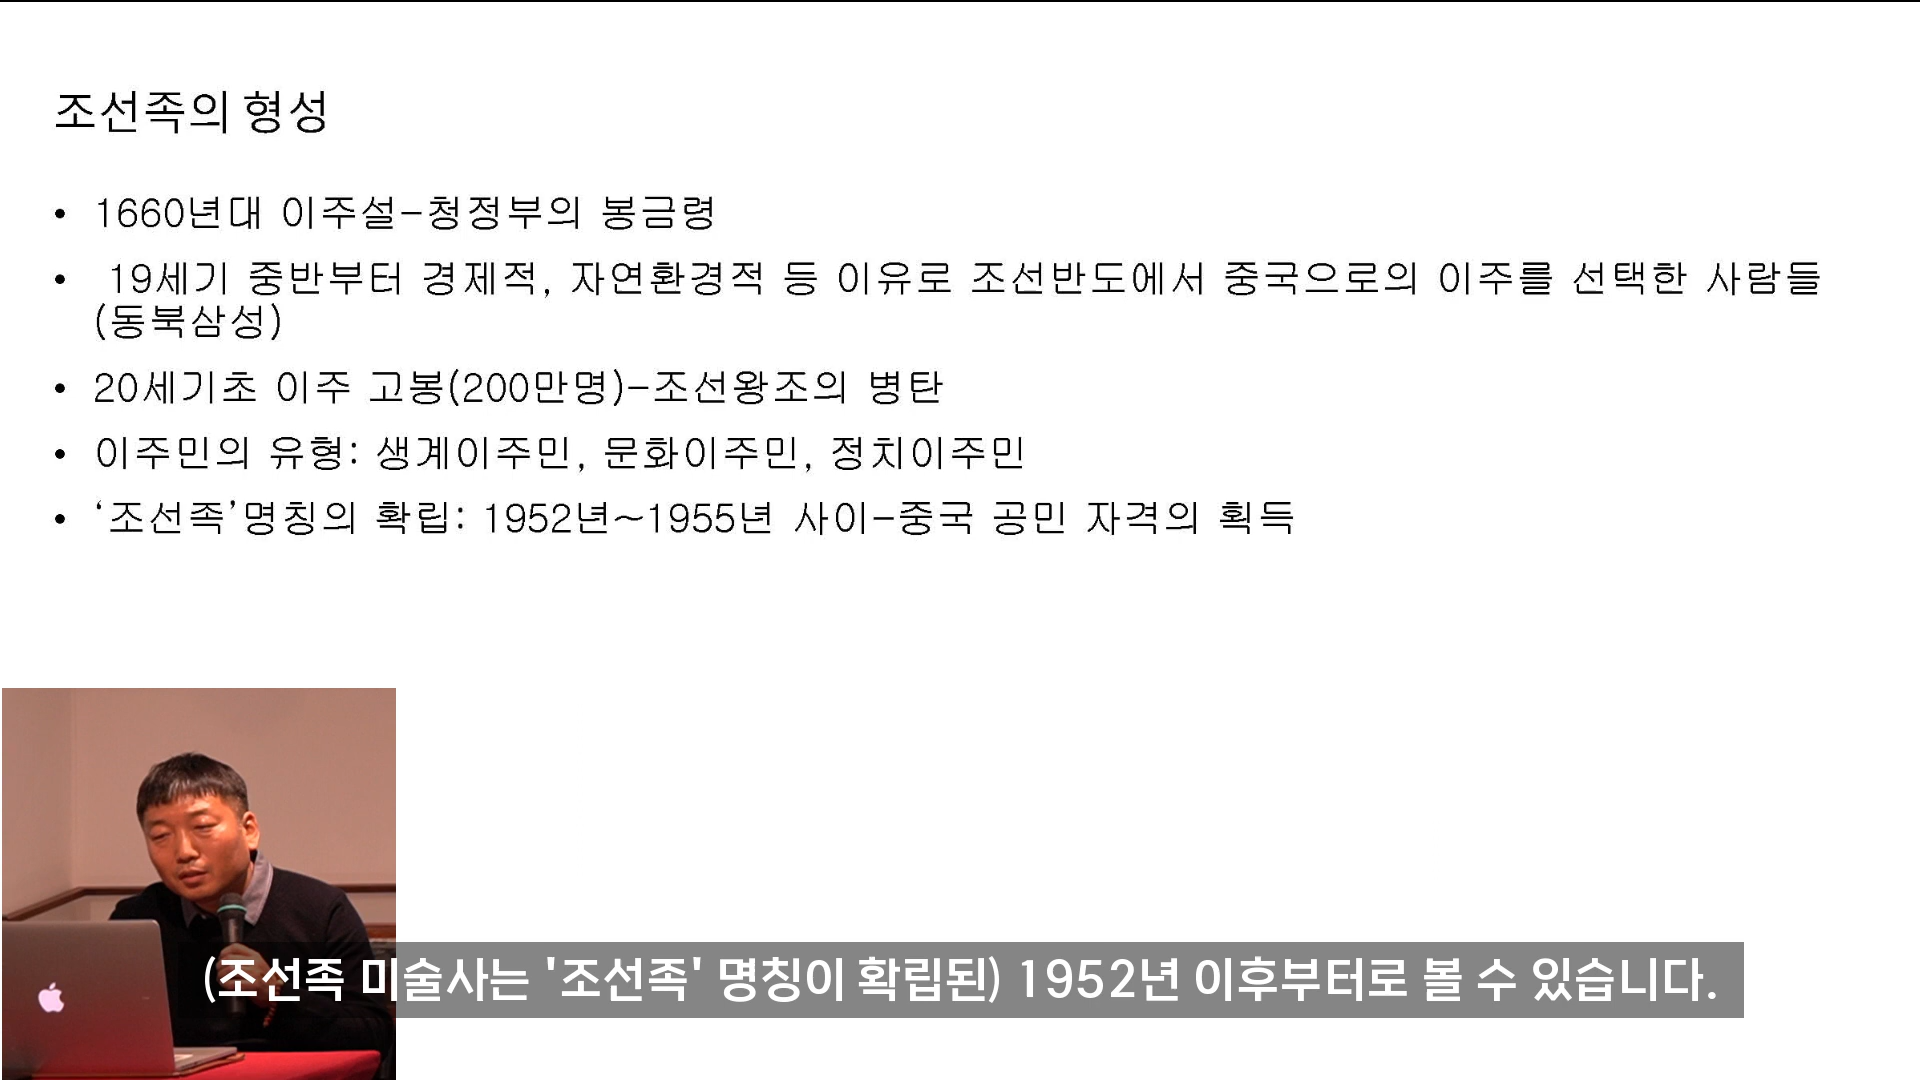 조선족의 형성
• 1660년대 이주설-청정부의 봉금령
• 19세기 중반부터 경제적, 자연환경적 등 이유로 조선반도에서 중국으로의 이주를 선택한 사람들
(동북삼성)
• 20세기초 이주 고봉(200만명)-조선왕조의 병탄
• 이주민의 유형: 생계이주민, 문화이주민, 정치이주민
• ‘조선족’명칭의 확립: 1952년~1955년 사이-중국 공민 자격의 획득
(조선족 미술사는 '조선족' 명칭이 확립된) 1952년 이후부터로 볼 수 있습니다.